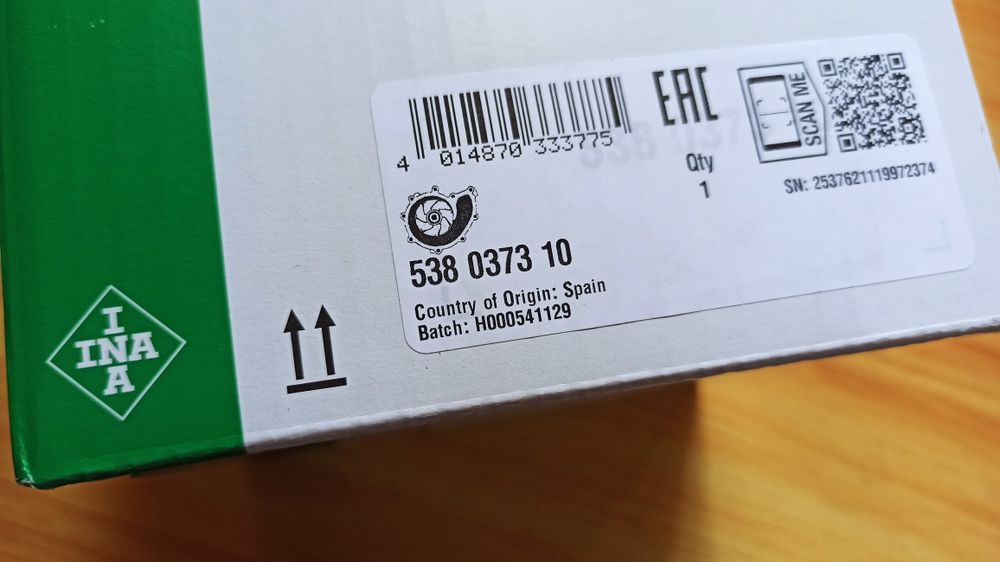 4 014870 333775
EAC
SCAN ME
Qty
1
SN: 2537621119972374
538 0373 10
Country of Origin: Spain
Batch: H000541129
I
INA
A